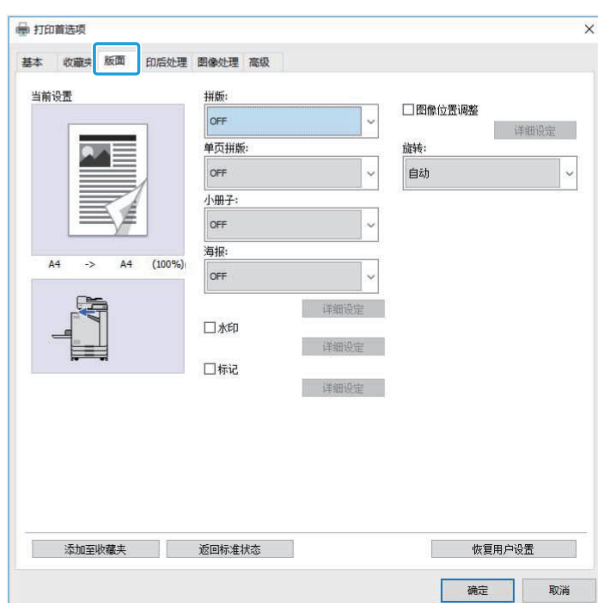 打印首选项
基本 收藏夹 版面 印后处理 图像处理 高级
当前设置
A4 -> A4 (100%)
拼版:
OFF
单页拼版:
OFF
小册子:
OFF
海报:
OFF
详细设定
水印
详细设定
标记
详细设定
图像位置调整
详细设定
旋转:
自动
添加至收藏夹 返回标准状态 恢复用户设置
确定 取消